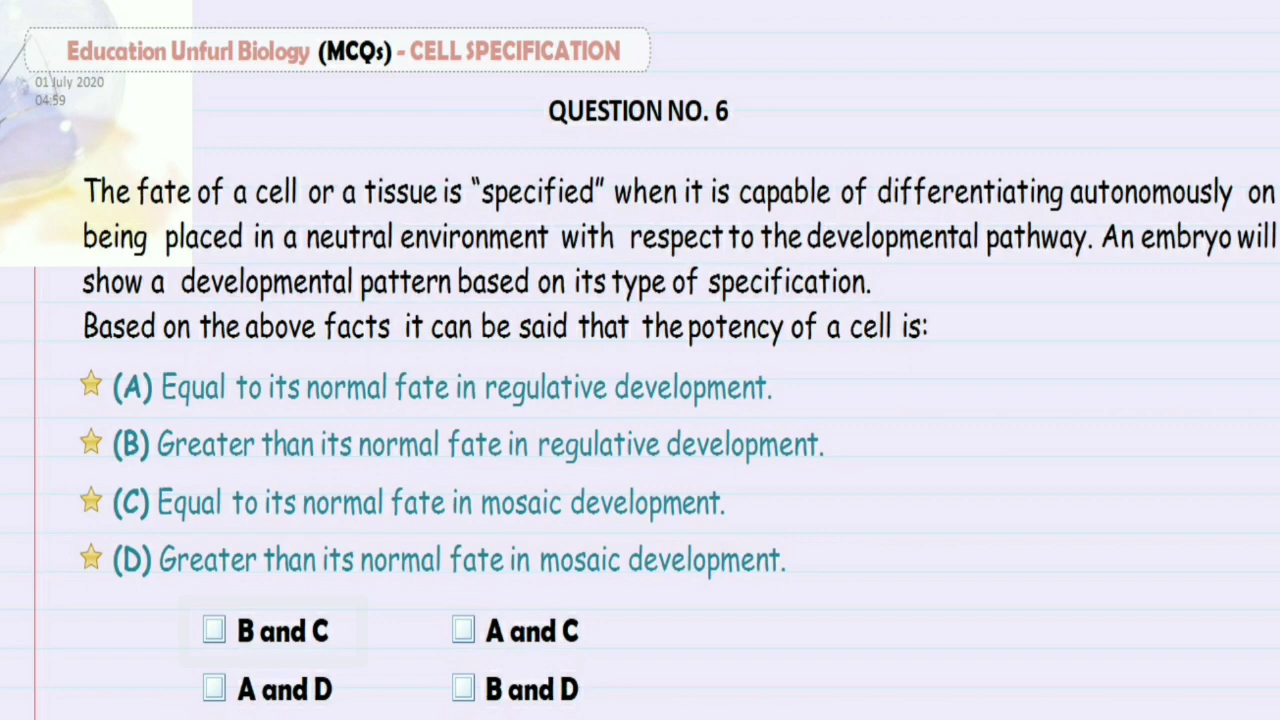 Education Unfurl Biology (MCQs) - CELL SPECIFICATION
01 July 2020
04:59
QUESTION NO. 6
The fate of a cell or a tissue is “specified” when it is capable of differentiating autonomously on
being placed in a neutral environment with respect to the developmental pathway. An embryo will
show a developmental pattern based on its type of specification.
Based on the above facts it can be said that the potency of a cell is:
(A) Equal to its normal fate in regulative development.
(B) Greater than its normal fate in regulative development.
(C) Equal to its normal fate in mosaic development.
(D) Greater than its normal fate in mosaic development.
B and C A and C
A and D B and D